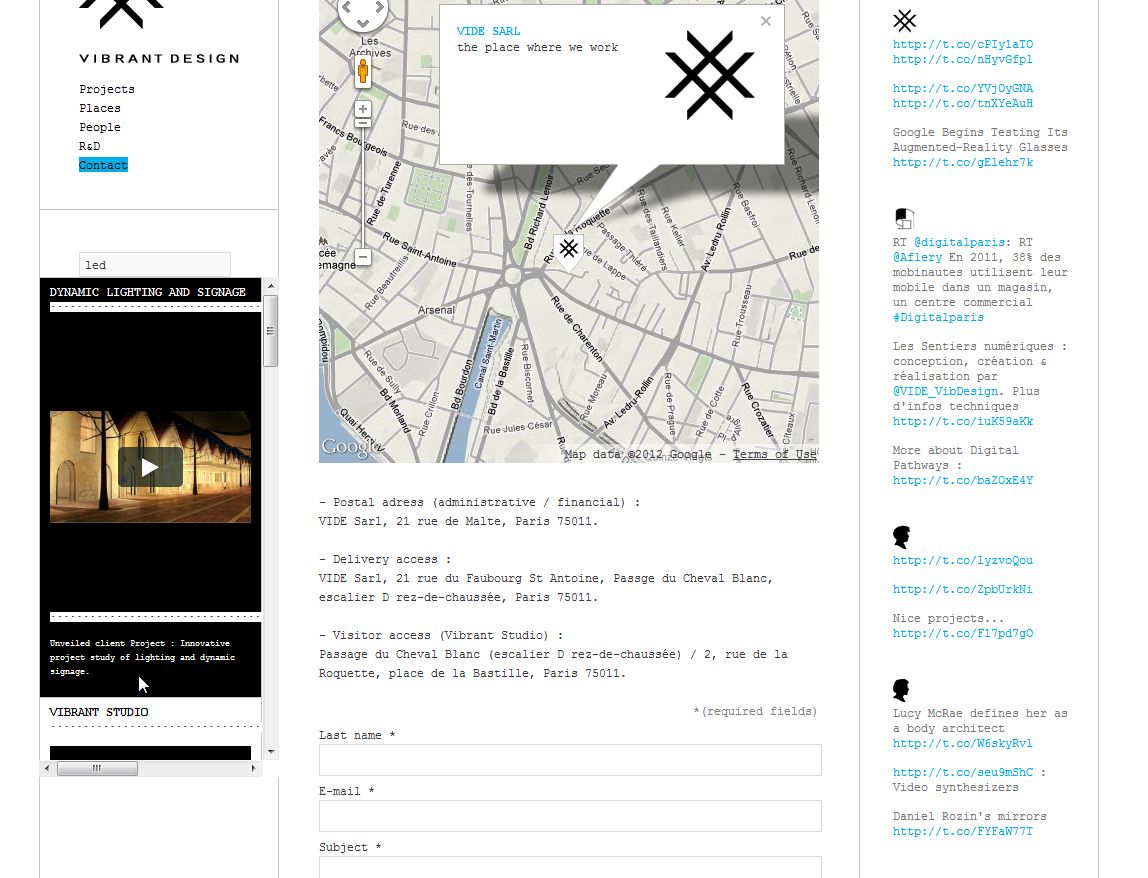 VIBRANT DESIGN
Projects
Places
People
R&D
Contact
led
DYNAMIC LIGHTING AND SIGNAGE
Unveiled client Project : Innovative
project study of lighting and dynamic
signage.
VIBRANT STUDIO
VIDE SARL
the place where we work
Les
Archives
Francs Bourgeois
Rue des
Rue de Turenne
des Tournelles
Bd Richard Lenoir
Roquette
Passage Thiéré
Rue de Lappe
Rue des Taillandiers
Rue Keller
Av. Ledru Rollin
Rue des Bastfroi
Rue de
Rue Saint-Antoine
Rue Beautreillis
Arsenal
Rue de Charenton
Rue Trousseau
Rue de Sully
Bd Morland
Rue Crillon
Bd Bourdon
Canal Saint-Martin
Bd de la Bastille
Rue Biscornet
Rue Moreau
Av. Ledru-Rollin
Rue de Prague
Rue de Cotte
Rue Crozatier
Rue Jules César
Google
Map data ©2012 Google - Terms of Use
- Postal adress (administrative / financial) :
VIDE Sarl, 21 rue de Malte, Paris 75011.
- Delivery access :
VIDE Sarl, 21 rue du Faubourg St Antoine, Passge du Cheval Blanc,
escalier D rez-de-chaussée, Paris 75011.
- Visitor access (Vibrant Studio) :
Passage du Cheval Blanc (escalier D rez-de-chaussée) / 2, rue de la
Roquette, place de la Bastille, Paris 75011.
*(required fields)
Last name *
E-mail *
Subject *
http://t.co/cPIy1aTO
http://t.co/nHyvGfpl
http://t.co/YVjOyGNA
http://t.co/tnXYeAuH
Google Begins Testing Its
Augmented-Reality Glasses
http://t.co/gElehr7k
RT @digitalparis: RT
@Aflery En 2011, 38% des
mobinautes utilisent leur
mobile dans un magasin,
un centre commercial
#Digitalparis
Les Sentiers numériques :
conception, création &
réalisation par
@VIDE_VibDesign. Plus
d'infos techniques
http://t.co/iuK59aKk
More about Digital
Pathways :
http://t.co/baZOxE4Y
http://t.co/lyzvoQou
http://t.co/ZpbUrkNi
Nice projects...
http://t.co/F17pd7gO
Lucy McRae defines her as
a body architect
http://t.co/W6skyRvl
http://t.co/seu9mShC :
Video synthesizers
Daniel Rozin's mirrors
http://t.co/FYFaW77T